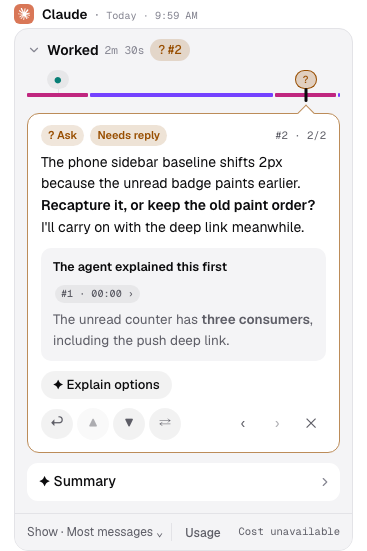 Claude · Today · 9:59 AM
Worked 2m 30s ? #2
?
? Ask Needs reply #2 · 2/2
The phone sidebar baseline shifts 2px
because the unread badge paints earlier.
Recapture it, or keep the old paint order?
I'll carry on with the deep link meanwhile.
The agent explained this first
#1 · 00:00 ›
The unread counter has three consumers,
including the push deep link.
✦ Explain options
✦ Summary
Show · Most messages Usage Cost unavailable